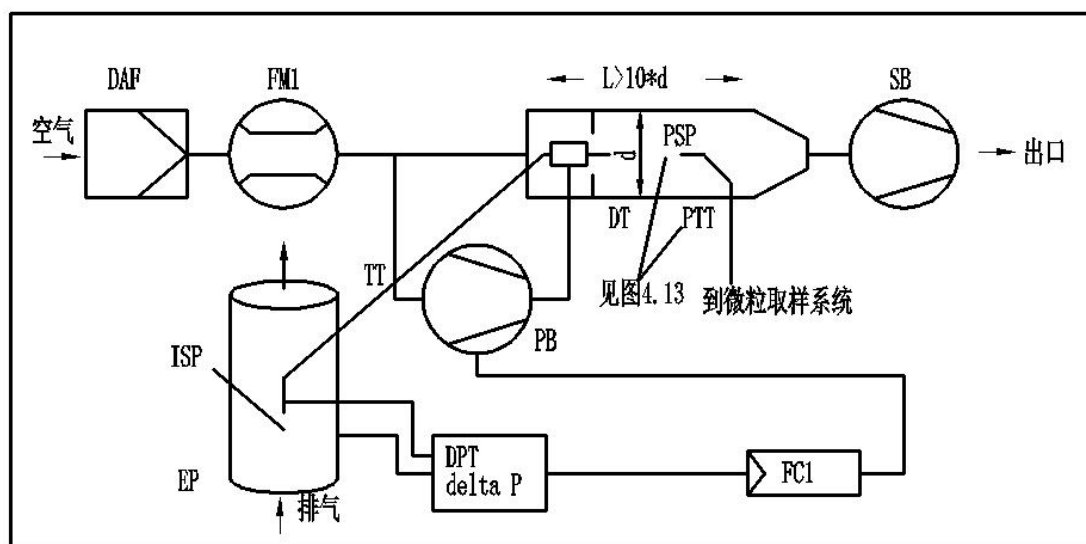 DAF
FM1
L>10*d
SB
空气
PSP
d
出口
DT
PTT
TT
见图4.13
到微粒取样系统
PB
ISP
DPT
delta P
FC1
EP
排气